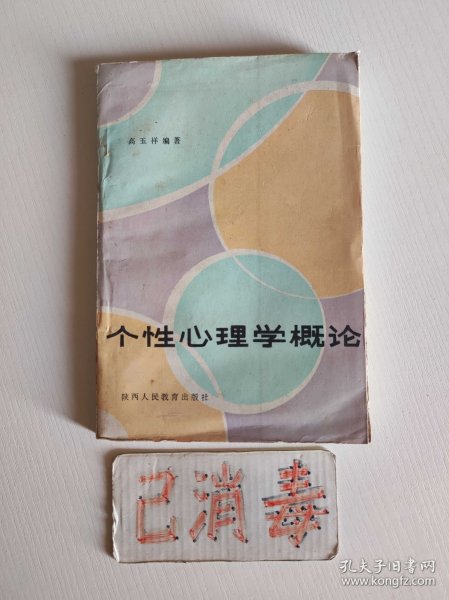 高玉祥编著
个性心理学概论
陕西人民教育出版社
已消毒
孔夫子旧书网
www.kongfz.com